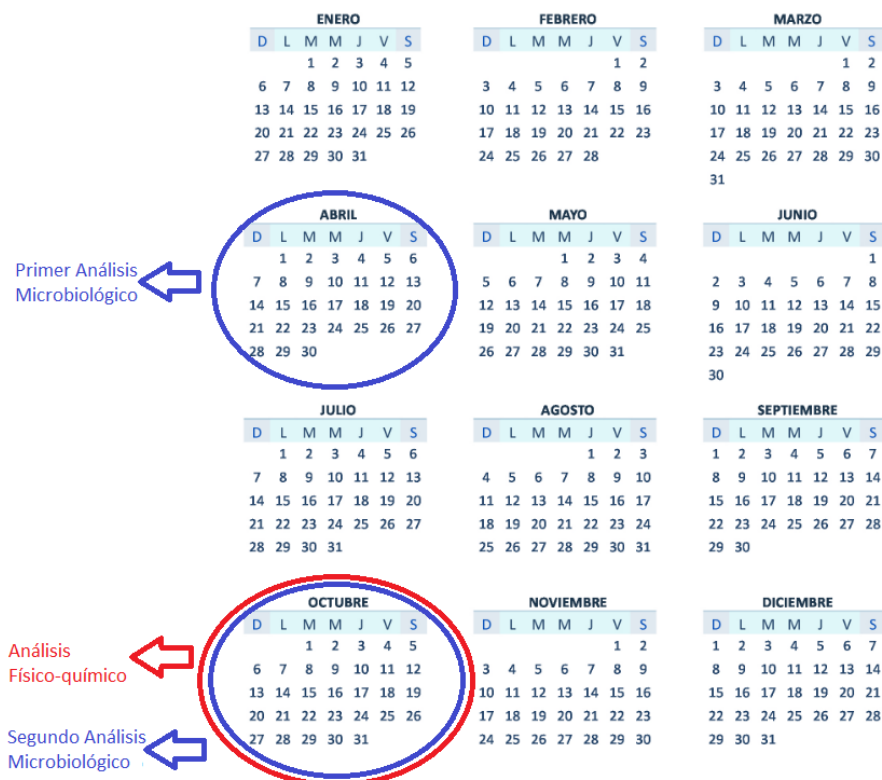 ENERO
D L M M J V S
1 2 3 4 5
6 7 8 9 10 11 12
13 14 15 16 17 18 19
20 21 22 23 24 25 26
27 28 29 30 31
FEBRERO
D L M M J V S
1 2
3 4 5 6 7 8 9
10 11 12 13 14 15 16
17 18 19 20 21 22 23
24 25 26 27 28
MARZO
D L M M J V S
1 2
3 4 5 6 7 8 9
10 11 12 13 14 15 16
17 18 19 20 21 22 23
24 25 26 27 28 29 30
31
Primer Análisis
Microbiológico
ABRIL
D L M M J V S
1 2 3 4 5 6
7 8 9 10 11 12 13
14 15 16 17 18 19 20
21 22 23 24 25 26 27
28 29 30
MAYO
D L M M J V S
1 2 3 4
5 6 7 8 9 10 11
12 13 14 15 16 17 18
19 20 21 22 23 24 25
26 27 28 29 30 31
JUNIO
D L M M J V S
1
2 3 4 5 6 7 8
9 10 11 12 13 14 15
16 17 18 19 20 21 22
23 24 25 26 27 28 29
30
JULIO
D L M M J V S
1 2 3 4 5 6
7 8 9 10 11 12 13
14 15 16 17 18 19 20
21 22 23 24 25 26 27
28 29 30 31
AGOSTO
D L M M J V S
1 2 3
4 5 6 7 8 9 10
11 12 13 14 15 16 17
18 19 20 21 22 23 24
25 26 27 28 29 30 31
SEPTIEMBRE
D L M M J V S
1 2 3 4 5 6 7
8 9 10 11 12 13 14
15 16 17 18 19 20 21
22 23 24 25 26 27 28
29 30
Análisis
Físico-químico
Segundo Análisis
Microbiológico
OCTUBRE
D L M M J V S
1 2 3 4 5
6 7 8 9 10 11 12
13 14 15 16 17 18 19
20 21 22 23 24 25 26
27 28 29 30 31
NOVIEMBRE
D L M M J V S
1 2
3 4 5 6 7 8 9
10 11 12 13 14 15 16
17 18 19 20 21 22 23
24 25 26 27 28 29 30
DICIEMBRE
D L M M J V S
1 2 3 4 5 6 7
8 9 10 11 12 13 14
15 16 17 18 19 20 21
22 23 24 25 26 27 28
29 30 31